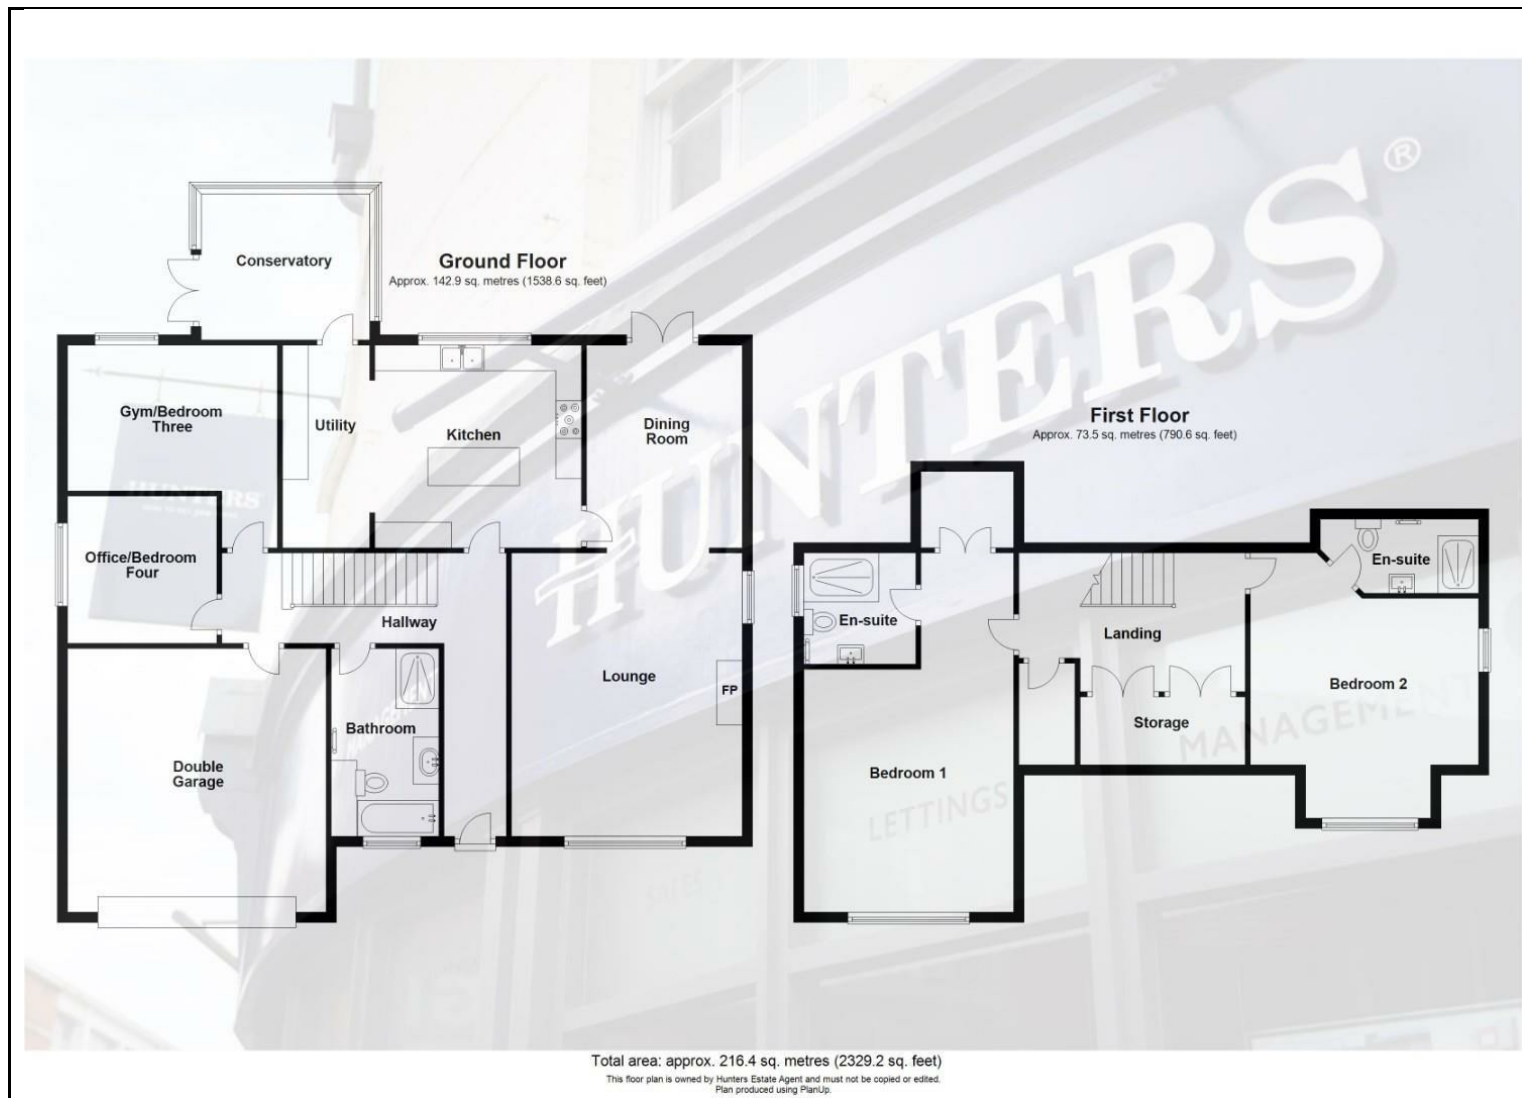 Ground Floor
Approx. 142.9 sq. metres (1538.6 sq. feet)
Conservatory
Gym/Bedroom
Three
Utility
Kitchen
Dining
Room
Office/Bedroom
Four
Hallway
Lounge
FP
Bathroom
Double
Garage
First Floor
Approx. 73.5 sq. metres (790.6 sq. feet)
En-suite
En-suite
Landing
Bedroom 2
Storage
Bedroom 1
HUNTERS®
HUNTERS
MANAGEMENT
LETTINGS
SALES
Total area: approx. 216.4 sq. metres (2329.2 sq. feet)
This floor plan is owned by Hunters Estate Agent and must not be copied or edited.
Plan produced using PlanUp.